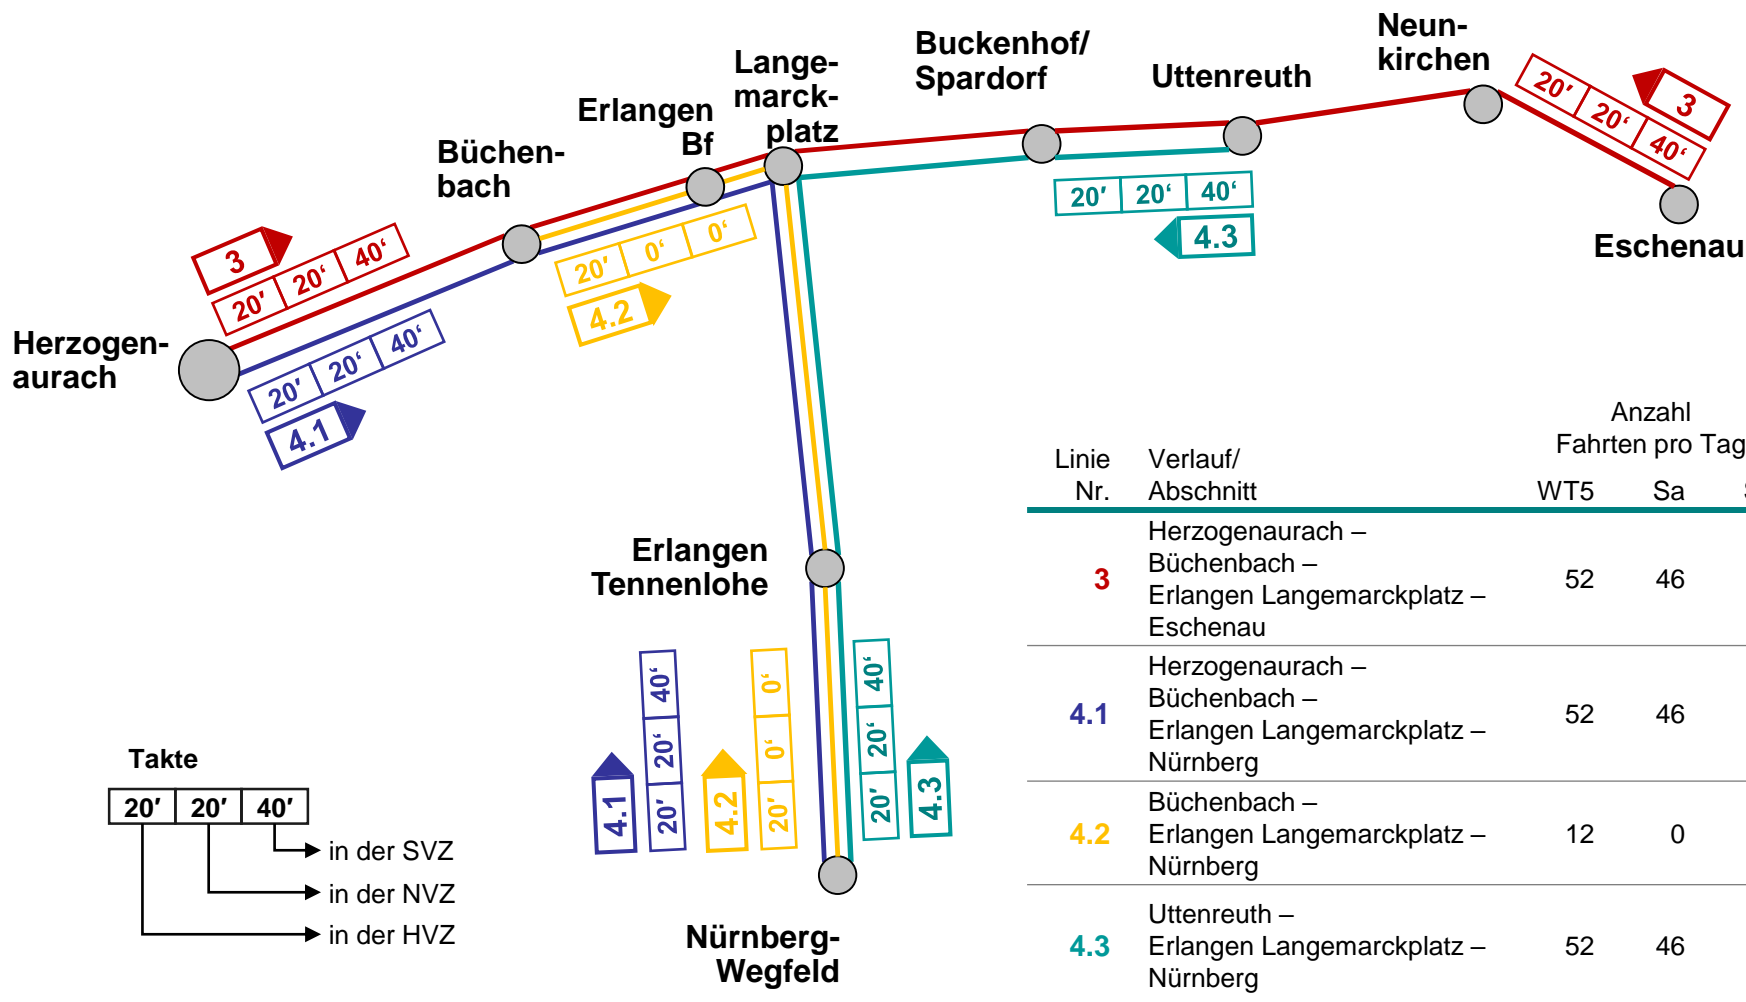 Herzogen-
aurach
Büchen-
bach
Erlangen
Bf
Lange-
marck-
platz
Buckenhof/
Spardorf
Uttenreuth
Neun-
kirchen
Eschenau
Erlangen
Tennenlohe
Nürnberg-
Wegfeld
3
20′ 20‘ 40‘
20′ 20‘ 40‘
4.1
20′ 0‘ 0‘
4.2
20′ 20‘ 40‘
4.3
3
20′ 20‘ 40‘
4.1
20′ 20‘ 40‘
4.2
20′ 0‘ 0‘
20′ 20‘ 40‘
4.3
Takte
20′ 20′ 40′
in der SVZ
in der NVZ
in der HVZ
Anzahl
Fahrten pro Tag
Linie Verlauf/
Nr. Abschnitt WT5 Sa
Herzogenaurach –
Büchenbach –
3 Erlangen Langemarckplatz – 52 46
Eschenau
Herzogenaurach –
Büchenbach –
4.1 Erlangen Langemarckplatz – 52 46
Nürnberg
Büchenbach –
4.2 Erlangen Langemarckplatz – 12 0
Nürnberg
Uttenreuth –
4.3 Erlangen Langemarckplatz – 52 46
Nürnberg